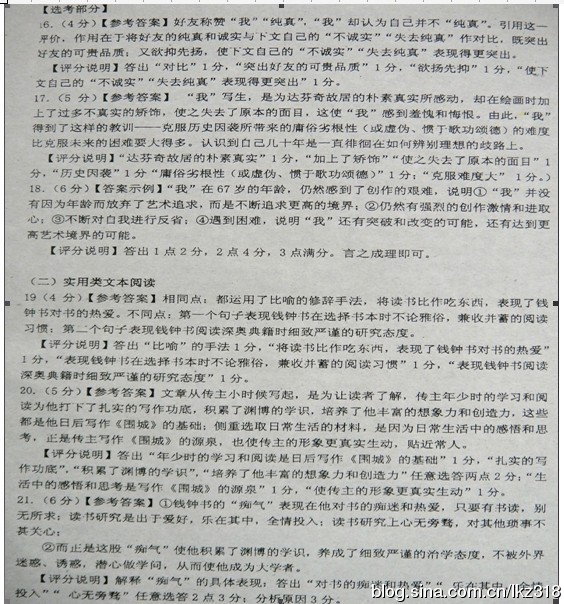 【选考部分】
16.（4 分）【参考答案】好友称赞“我”“纯真”，“我”却认为自己并不“纯真”。引用这一
评价，作用在于将好友的纯真和诚实与下文自己的“不诚实”“失去纯真”作对比，既突出
好友的可贵品质；又欲抑先扬，使下文自己的“不诚实”“失去纯真”表现得更突出。
【评分说明】答出“对比”1 分，“突出好友的可贵品质”1 分，“欲扬先抑”1 分，“使下
文自己的“不诚实”“失去纯真”表现得更突出”1 分。
17.（5 分）【参考答案】 “我”写生，是为达芬奇故居的朴素真实所感动，却在绘画时加
上了过多不真实的矫饰，使之失去了原本的面目，这使“我”感到羞愧和悔恨。由此，“我”
得到了这样的教训——克服历史因袭所带来的庸俗劣根性（或虚伪、惯于歌功颂德）的难度
比克服未来的困难要大得多。认识到自己几十年是一直徘徊在如何辨别理想的歧路上。
【评分说明】“达芬奇故居的朴素真实”1 分，“加上了矫饰”“使之失去了原本的面目”1
分，“历史因袭”1 分“庸俗劣根性（或虚伪、惯于歌功颂德）”1 分；“克服难度大” 1 分。）
18.（6 分）【答案示例】“我”在 67 岁的年龄，仍然感到了创作的艰难，说明①“我”并没
有因为年龄而放弃了艺术追求，而是不断追求更高的境界；②仍然有强烈的创作激情和进取
心；③不断对自我进行反省；④遇到困难，说明“我”还有突破和改变的可能，还有达到更
高艺术境界的可能。
【评分说明】答出 1 点 2 分，2 点 4 分，3 点满分。言之成理即可。
（二）实用类文本阅读
19（4 分）【参考答案】相同点：都运用了比喻的修辞手法，将读书比作吃东西，表现了钱
钟书对书的热爱。不同点：第一个句子表现钱钟书在选择书本时不论雅俗，兼收并蓄的阅读
习惯；第二个句子表现钱钟书阅读深奥典籍时细致严谨的研究态度。
【评分说明】答出“比喻”的手法 1 分，“将读书比作吃东西，表现了钱钟书对书的热爱”
1 分，“表现钱钟书在选择书本时不论雅俗，兼收并蓄的阅读习惯”1 分，“表现钱钟书阅读
深奥典籍时细致严谨的研究态度”1 分。
20.（5 分）【参考答案】文章从传主小时候写起，是为让读者了解，传主年少时的学习和阅
读为他打下了扎实的写作功底，积累了渊博的学识，培养了他丰富的想象力和创造力，这些
都是他日后写作《围城》的基础；侧重选取日常生活的材料，是因为日常生活中的感悟和思
考，正是传主写作《围城》的源泉，也使传主的形象更真实生动，贴近常人。
【评分说明】答出“年少时的学习和阅读是日后写作《围城》的基础”1 分，“扎实的写
作功底”，“积累了渊博的学识”，“培养了他丰富的想象力和创造力”任意选答两点 2 分；“生
活中的感悟和思考是写作《围城》的源泉”1 分，“使传主的形象更真实生动”1 分。
21.（6 分）【参考答案】①钱钟书的“痴气”表现在他对书的痴迷和热爱，只要有书读，别
无所求；读书研究是出于爱好，乐在其中，全情投入；读书研究上心无旁骛，对其他琐事不
甚关心；
②而正是这股“痴气”使他积累了渊博的学识，养成了细致严谨的治学态度，不被外界
迷惑、诱惑，潜心做学问，从而使他成为大学者。
【评分说明】解释“痴气”的具体表现：答出“对书的痴迷和热爱”“ 乐在其中，全情
投入”“ 心无旁骛”任意选答 2 点 3 分；分析原因 3 分。
blog.sina.com.cn/lkz318